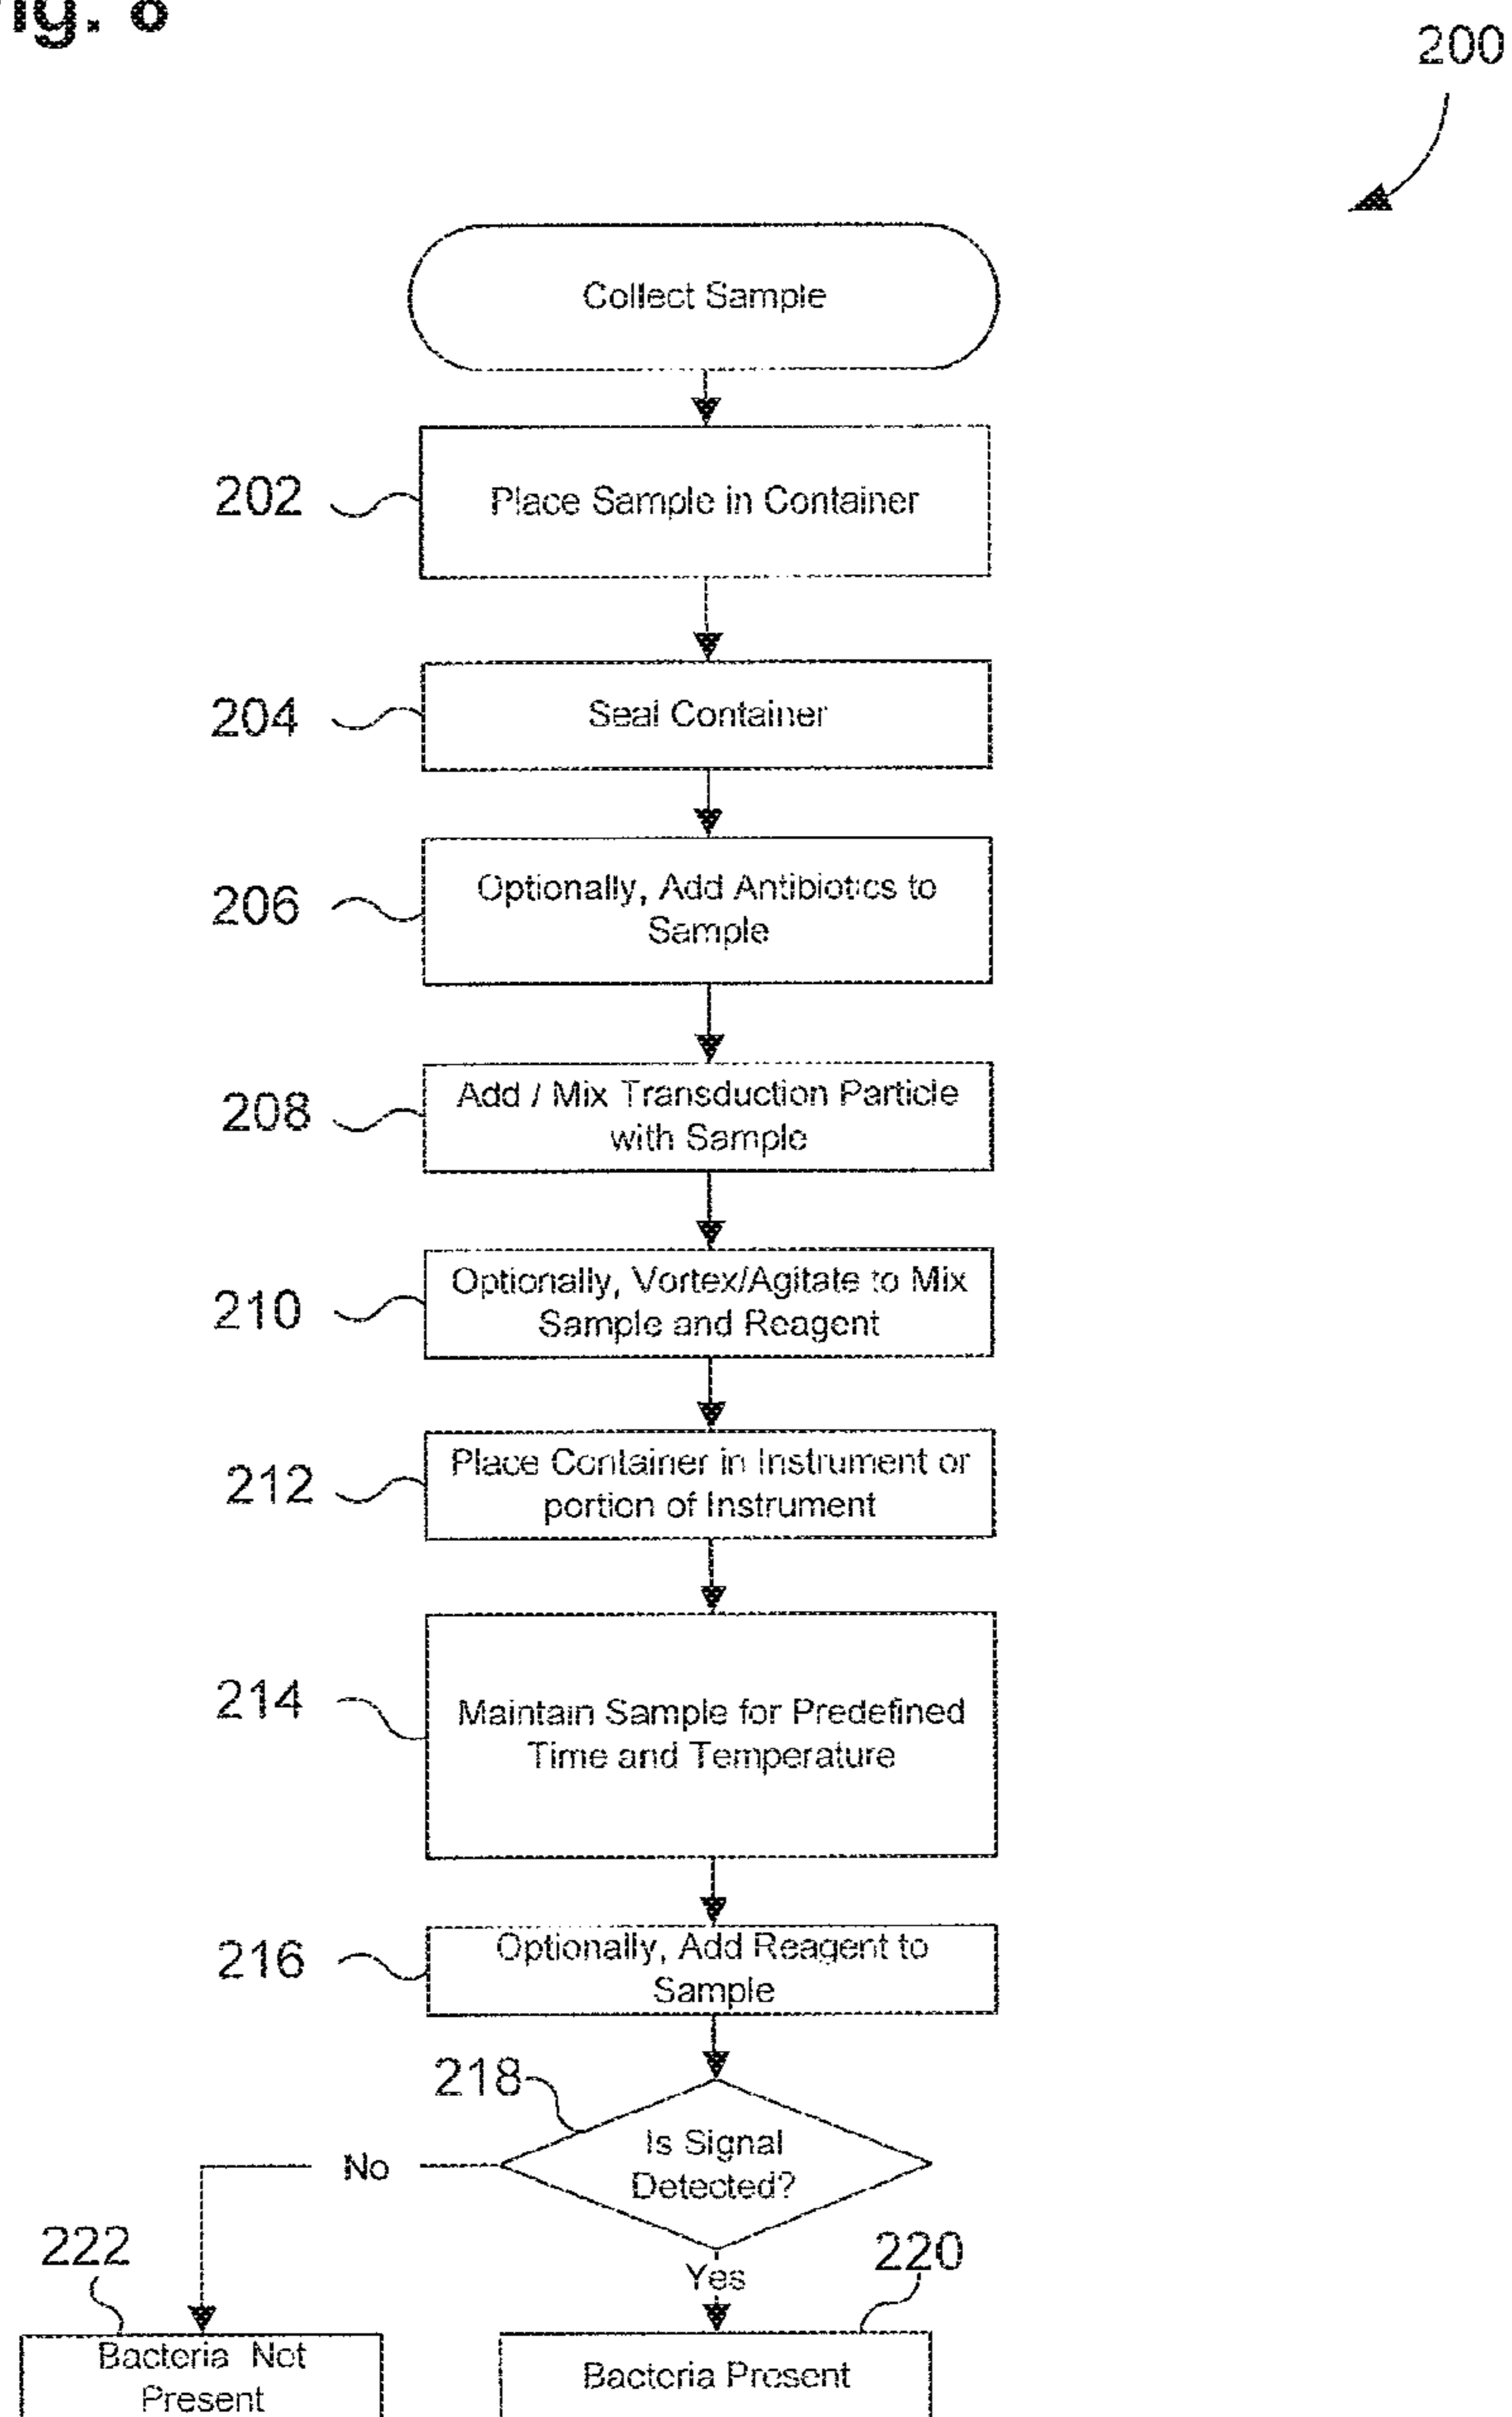 Fig. 8
200
Collect Sample
202
Place Sample in Container
204
Seal Container
206
Optionally, Add Antibiotics to
Sample
208
Add / Mix Transduction Particle
with Sample
210
Optionally, Vortex/Agitate to Mix
Sample and Reagent
212
Place Container in Instrument or
portion of Instrument
214
Maintain Sample for Predefined
Time and Temperature
216
Optionally, Add Reagent to
Sample
218
Is Signal
Detected?
No
Yes
222
220
Bacteria Not
Present
Bacteria Present